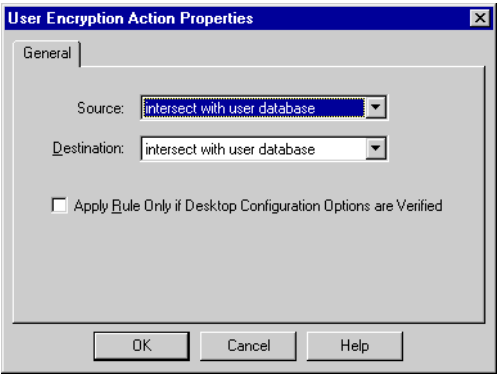 User Encryption Action Properties
General
Source: intersect with user database
Destination: intersect with user database
Apply Rule Only if Desktop Configuration Options are Verified
OK Cancel Help